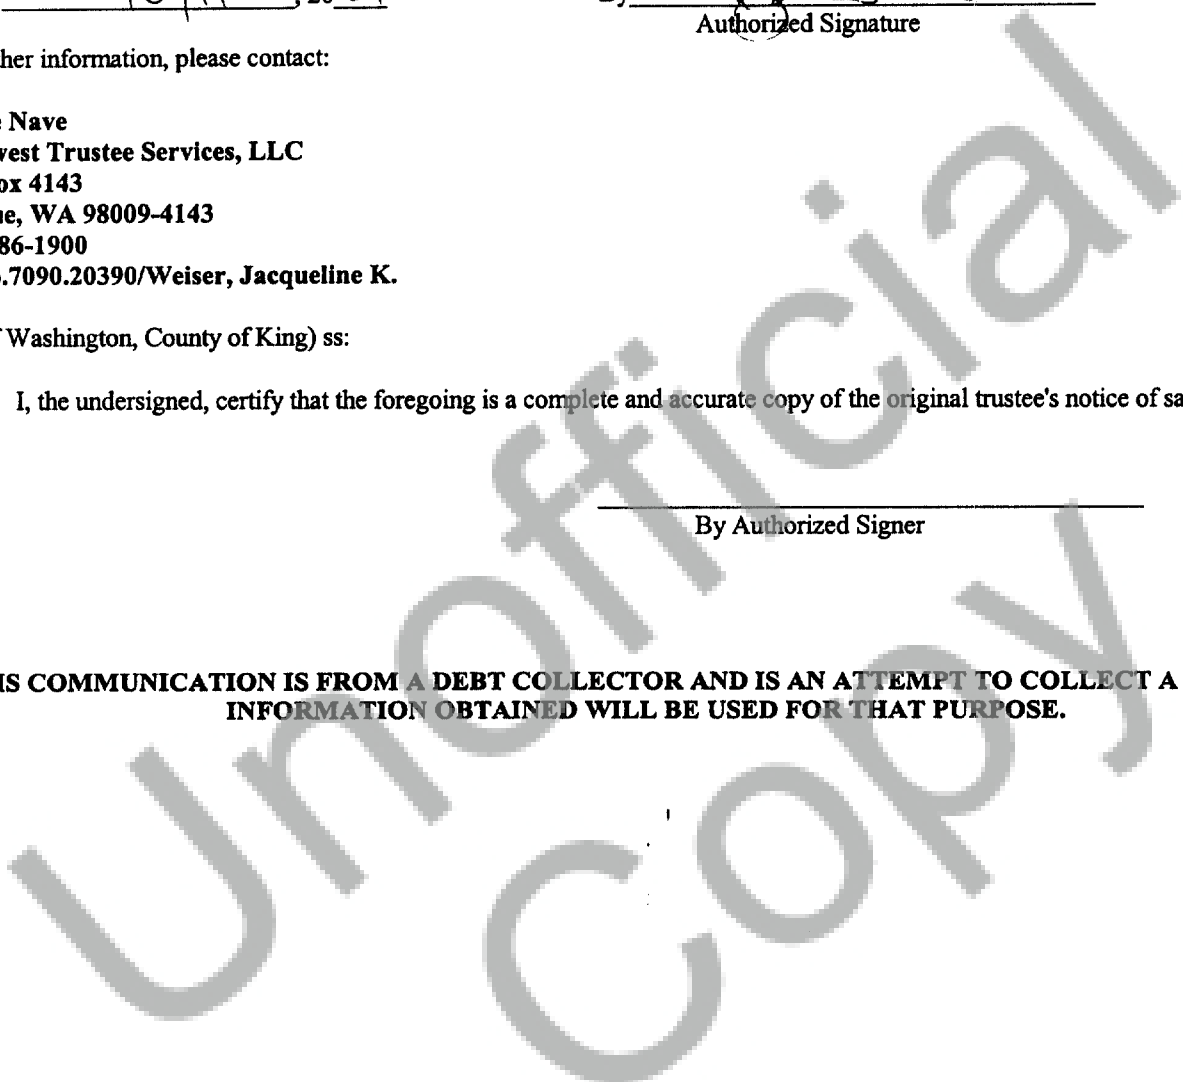 Authorized Signature
her information, please contact:
Nave
vest Trustee Services, LLC
ox 4143
ue, WA 98009-4143
86-1900
.7090.20390/Weiser, Jacqueline K.
Washington, County of King) ss:
I, the undersigned, certify that the foregoing is a complete and accurate copy of the original trustee's notice of sa
By Authorized Signer
IS COMMUNICATION IS FROM A DEBT COLLECTOR AND IS AN ATTEMPT TO COLLECT A
INFORMATION OBTAINED WILL BE USED FOR THAT PURPOSE.
Unofficial
Copy